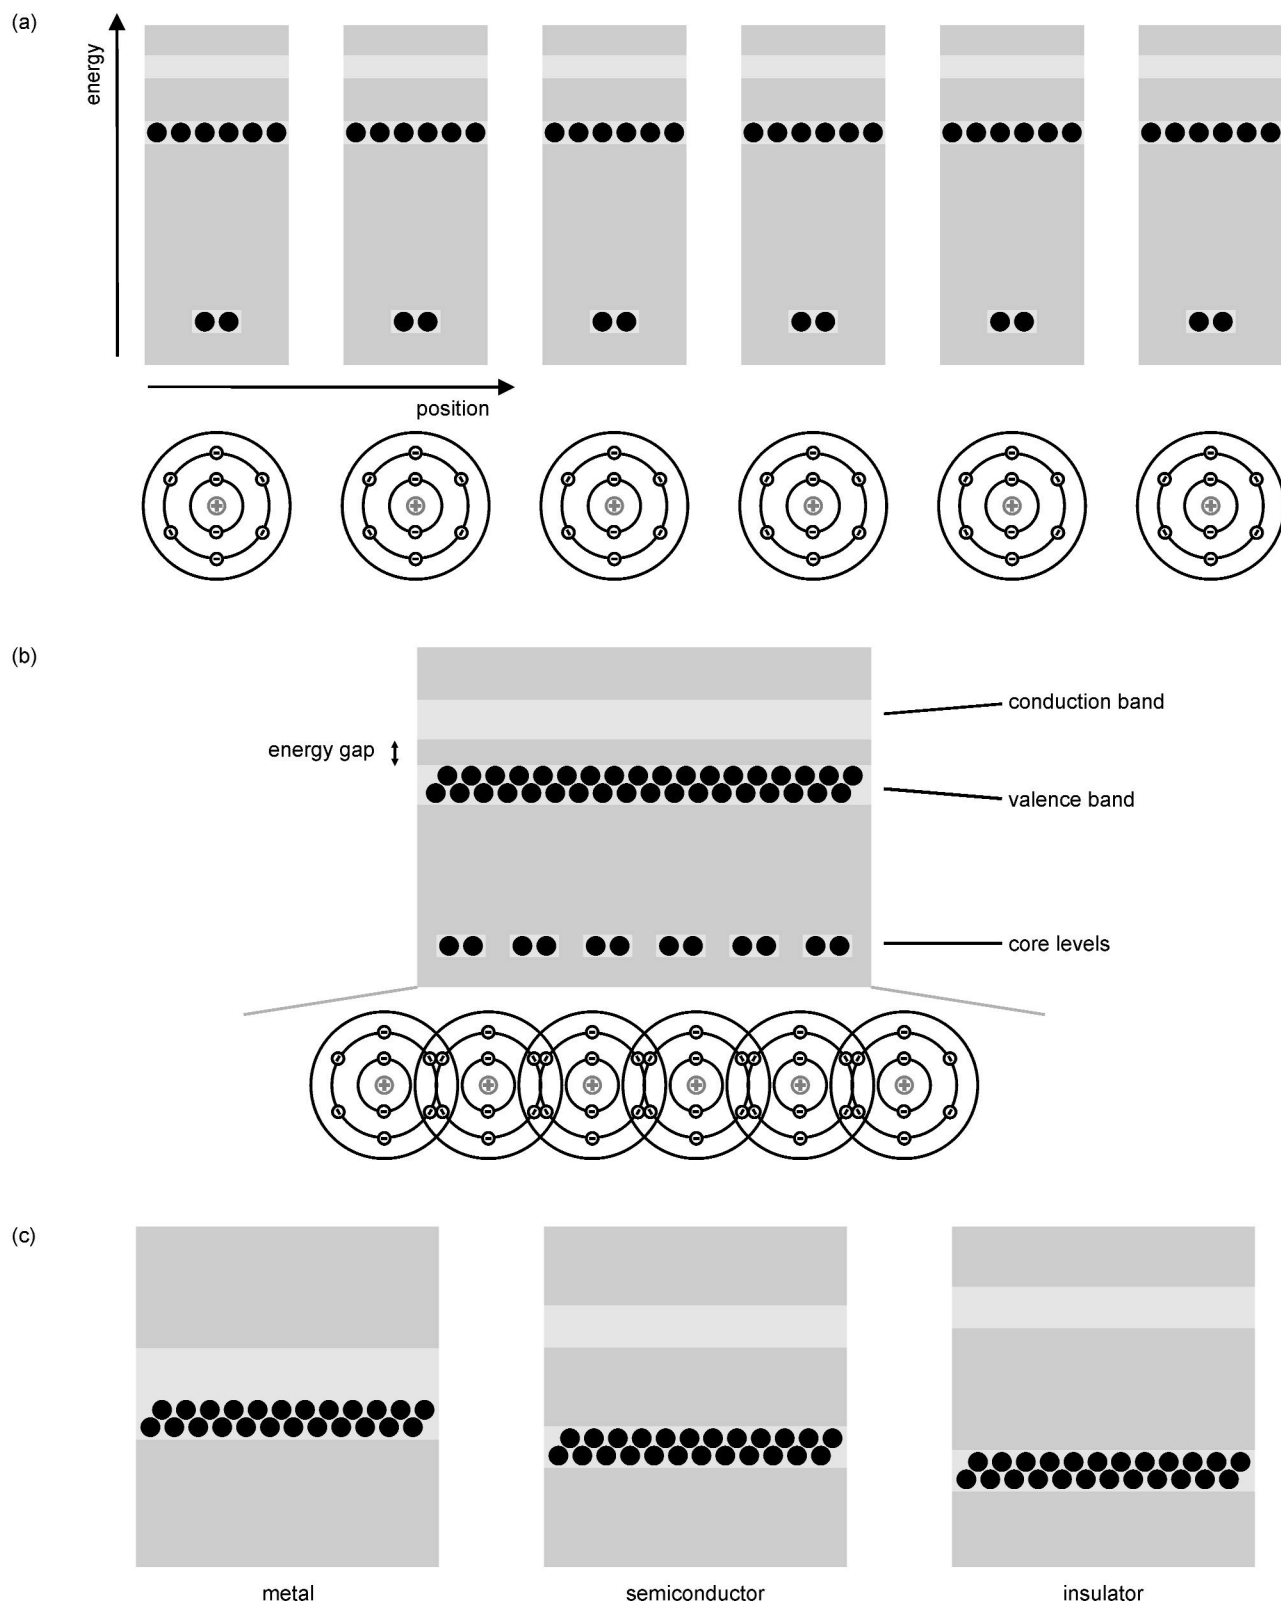 (a)
energy
position
(b)
conduction band
energy gap
valence band
core levels
(c)
metal
semiconductor
insulator